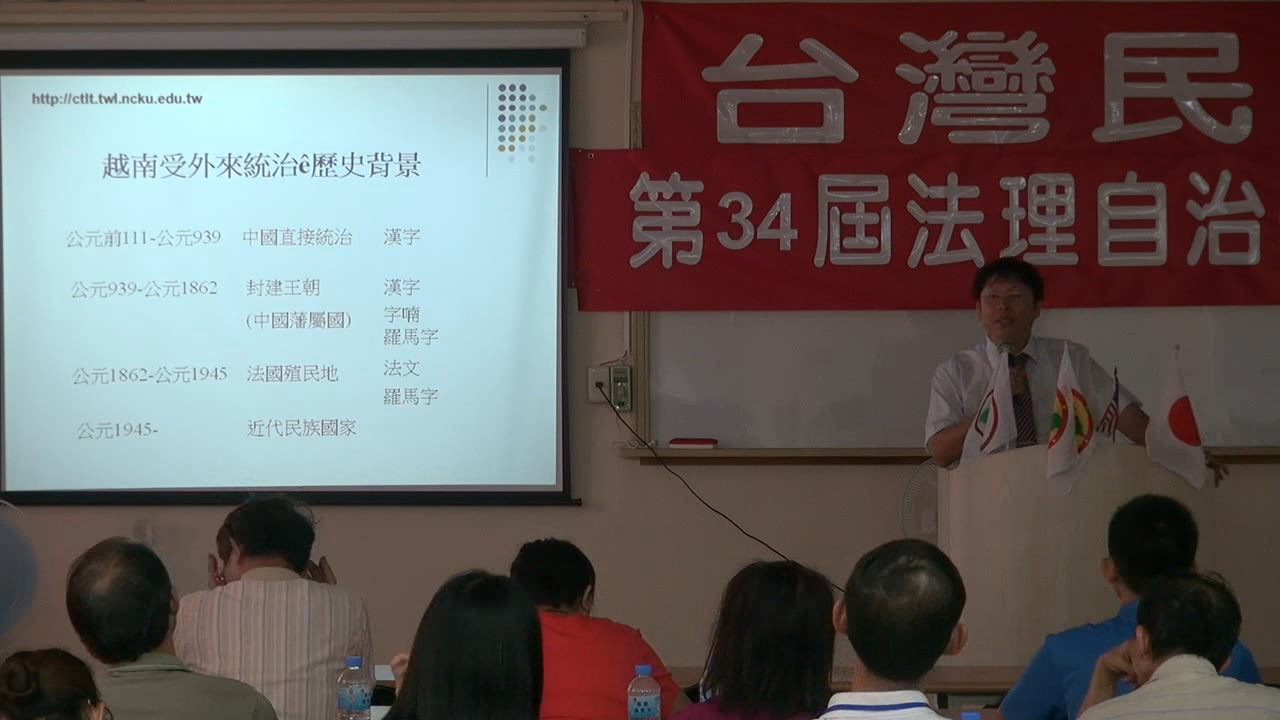 http://ctlt.twl.ncku.edu.tw
越南受外來統治ê歷史背景
公元前111-公元939 中國直接統治 漢字
公元939-公元1862 封建王朝 漢字
(中國藩屬國) 字喃
羅馬字
公元1862-公元1945 法國殖民地 法文
羅馬字
公元1945- 近代民族國家
台灣民
第34屆法理自治